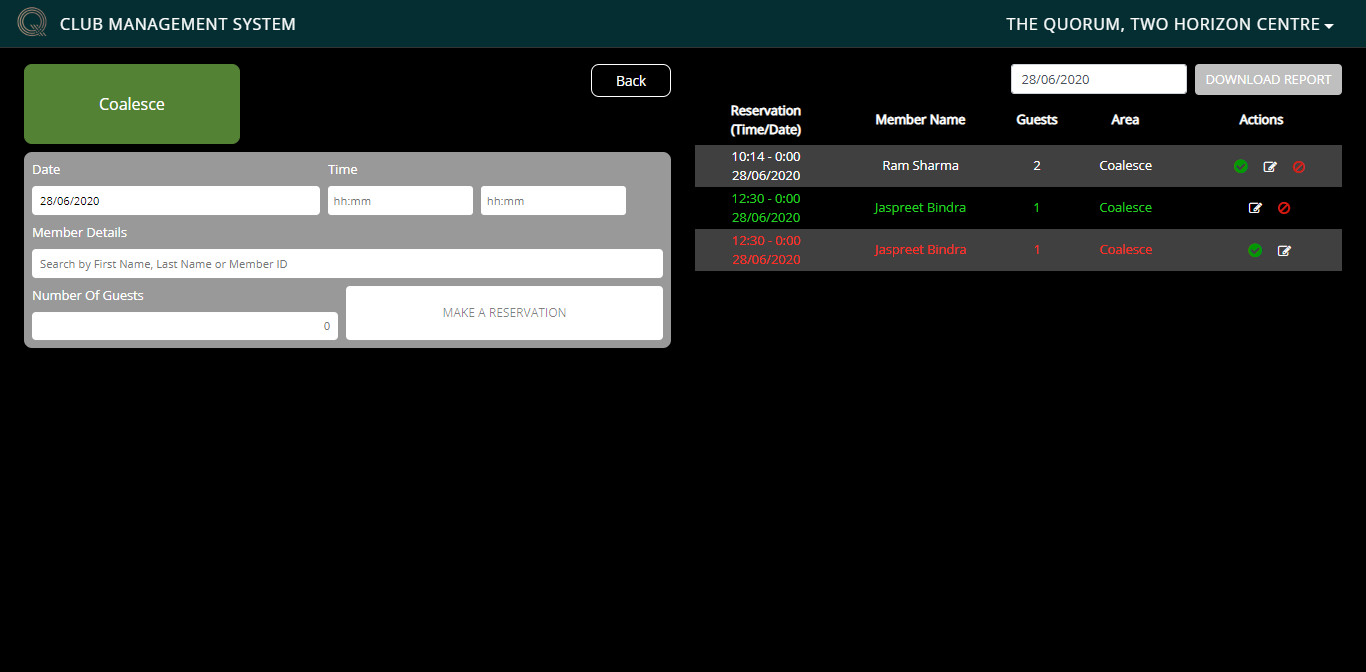 CLUB MANAGEMENT SYSTEM
THE QUORUM, TWO HORIZON CENTRE
Coalesce
Back
Date
Time
28/06/2020
hh:mm
hh:mm
Member Details
Search by First Name, Last Name or Member ID
Number Of Guests
0
MAKE A RESERVATION
28/06/2020
DOWNLOAD REPORT
Reservation
(Time/Date)
Member Name
Guests
Area
Actions
10:14 - 0:00
28/06/2020
Ram Sharma
2
Coalesce
12:30 - 0:00
28/06/2020
Jaspreet Bindra
1
Coalesce
12:30 - 0:00
28/06/2020
Jaspreet Bindra
1
Coalesce